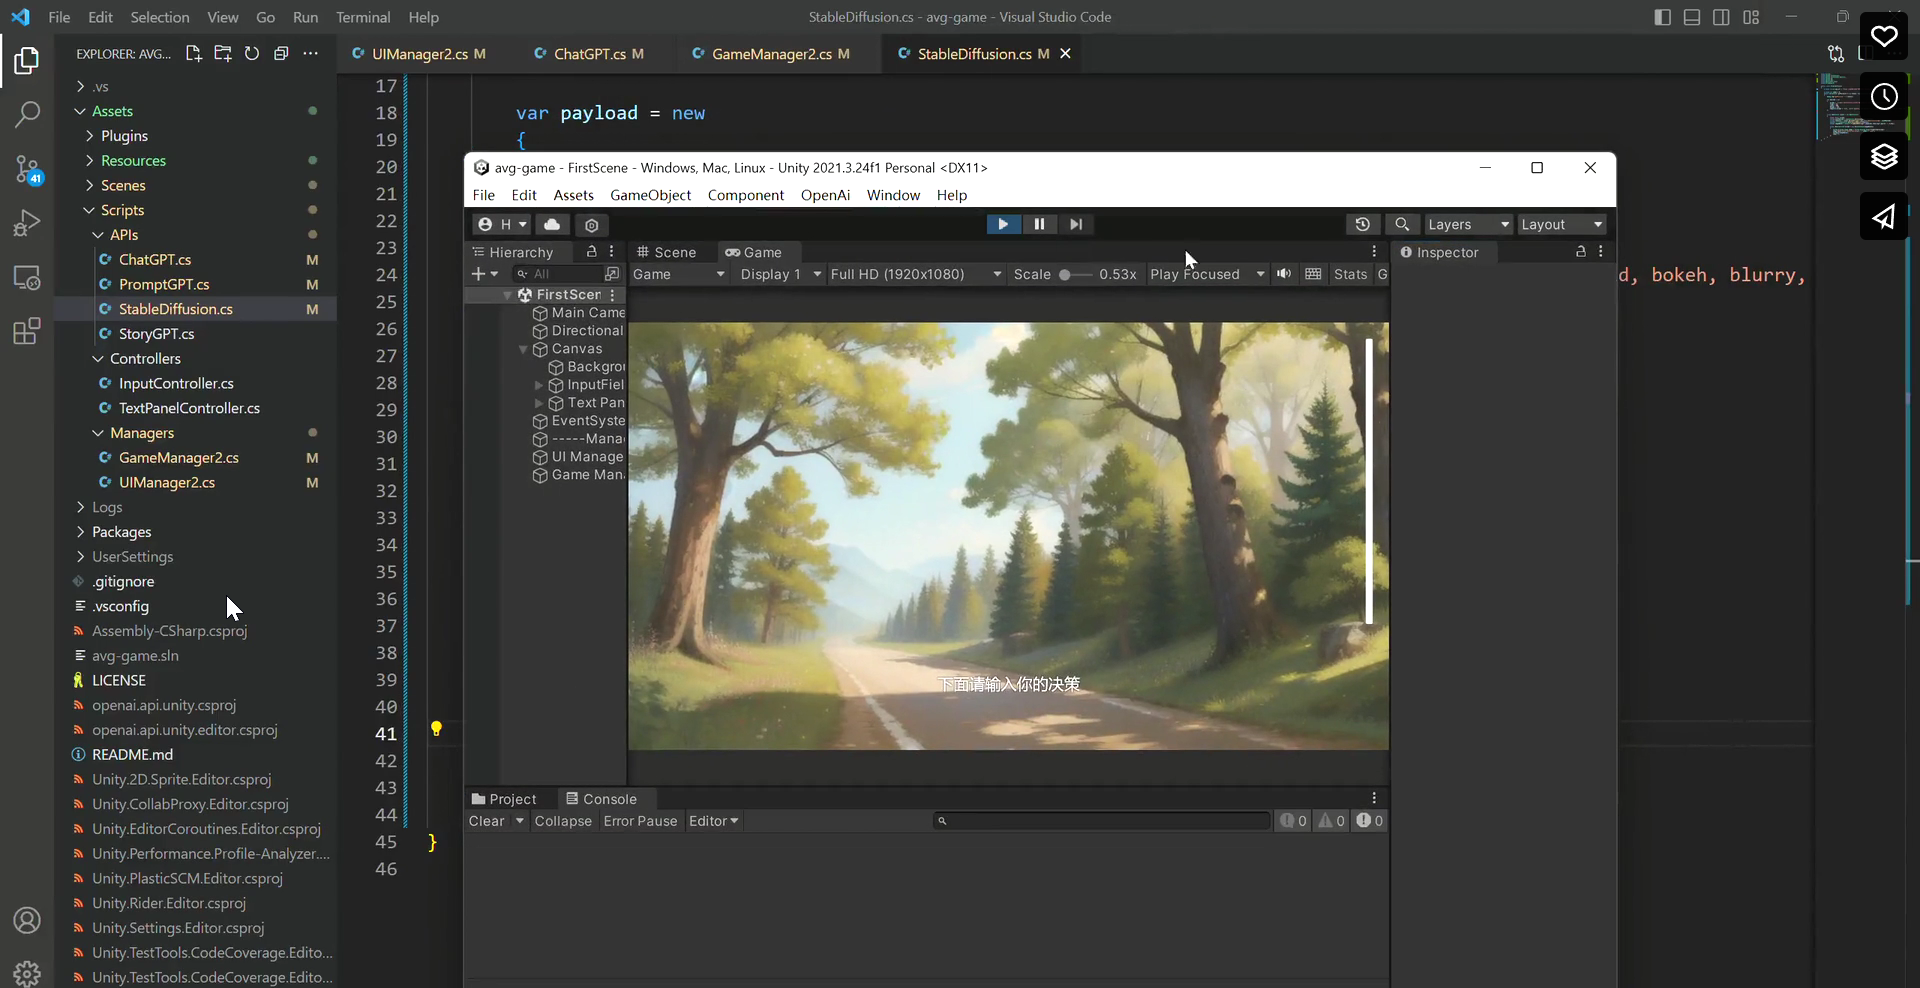 File Edit Selection View Go Run Terminal Help
StableDiffusion.cs - avg-game - Visual Studio Code
EXPLORER: AVG...
UIManager2.cs M
ChatGPT.cs M
GameManager2.cs M
StableDiffusion.cs M
.vs
Assets
Plugins
Resources
Scenes
Scripts
APIs
ChatGPT.cs M
PromptGPT.cs M
StableDiffusion.cs M
StoryGPT.cs
Controllers
InputController.cs
TextPanelController.cs
Managers
GameManager2.cs M
UIManager2.cs M
Logs
Packages
UserSettings
.gitignore
.vsconfig
Assembly-CSharp.csproj
avg-game.sln
LICENSE
openai.api.unity.csproj
openai.api.unity.editor.csproj
README.md
Unity.2D.Sprite.Editor.csproj
Unity.CollabProxy.Editor.csproj
Unity.EditorCoroutines.Editor.csproj
Unity.Performance.Profile-Analyzer....
Unity.PlasticSCM.Editor.csproj
Unity.Rider.Editor.csproj
Unity.Settings.Editor.csproj
Unity.TestTools.CodeCoverage.Edito...
Unity.TestTools.CodeCoverage.Edito...
41
17
18 var payload = new
19 {
20
21
22
23
24 d, bokeh, blurry,
25
26
27
28
29
30
31
32
33
34
35
36
37
38
39
40
41
42
43
44
45 }
46
avg-game - FirstScene - Windows, Mac, Linux - Unity 2021.3.24f1 Personal <DX11>
File Edit Assets GameObject Component OpenAi Window Help
H
Layers
Layout
Hierarchy
Scene
Game
Inspector
All
Game
Display 1
Full HD (1920x1080)
Scale 0.53x
Play Focused
Stats
G
FirstScen
Main Came
Directional
Canvas
Backgrou
InputFiel
Text Pan
EventSyste
-----Mana
UI Manage
Game Man
下面请输入你的决策
Project
Console
Clear
Collapse
Error Pause
Editor
0
0
0